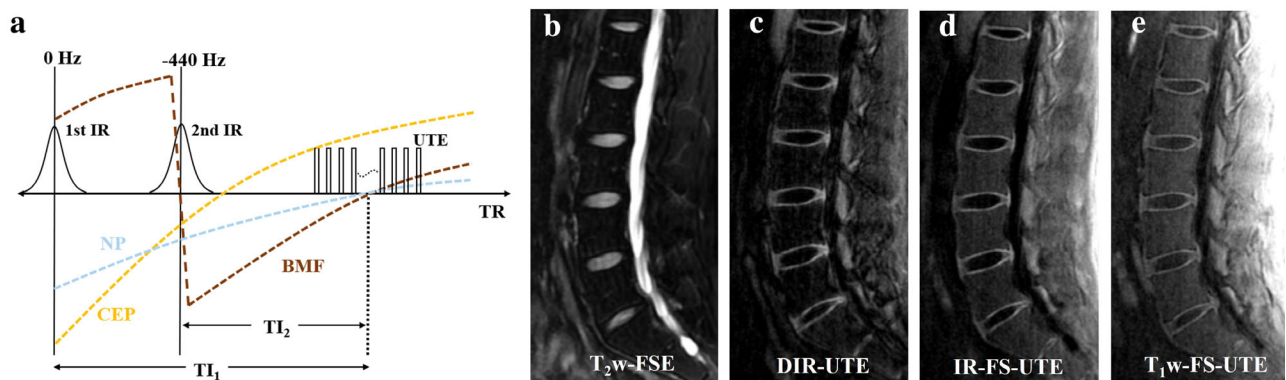 a
0 Hz
-440 Hz
1st IR
2nd IR
UTE
TR
NP
BMF
CEP
TI₂
TI₁
b
T₂w-FSE
c
DIR-UTE
d
IR-FS-UTE
e
T₁w-FS-UTE